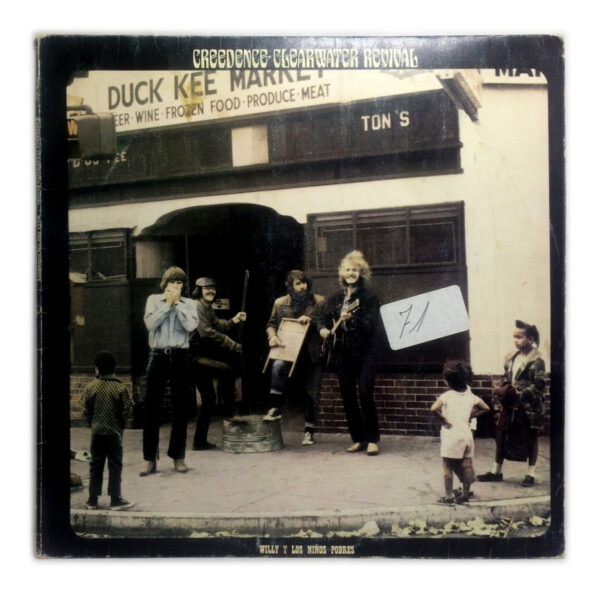 CREEDENCE CLEARWATER REVIVAL
DUCK KEE MARKET
BEER·WINE·FROZEN FOOD·PRODUCE·MEAT
TON'S
71
WILLY Y LOS NIÑOS POBRES